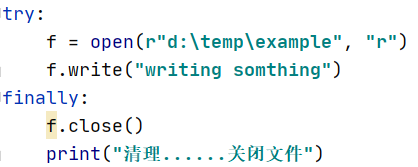 try:
    f = open(r"d:\temp\example", "r")
    f.write("writing somthing")
finally:
    f.close()
    print("清理......关闭文件")